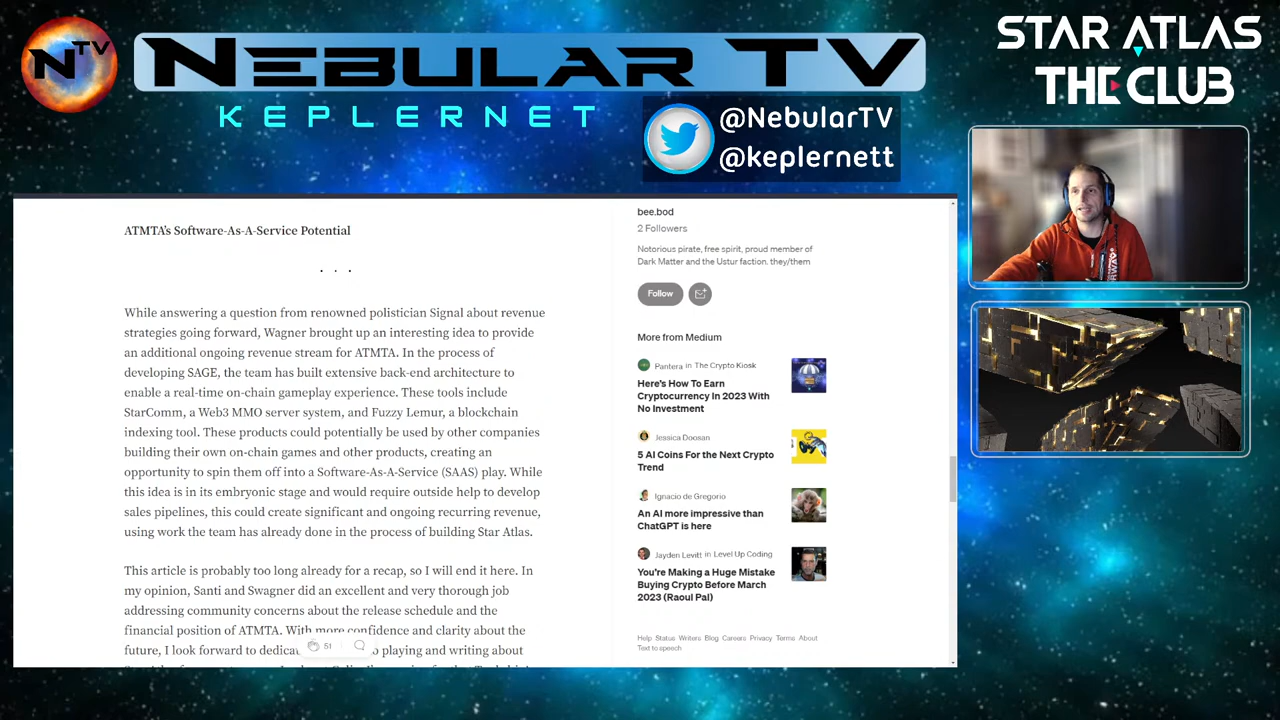 NTV
NEBULAR TV
KEPLERNET
@NebularTV
@keplernett
STAR ATLAS
THE CLUB
ATMTA's Software-As-A-Service Potential
. . .
While answering a question from renowned polistician Signal about revenue
strategies going forward, Wagner brought up an interesting idea to provide
an additional ongoing revenue stream for ATMTA. In the process of
developing SAGE, the team has built extensive back-end architecture to
enable a real-time on-chain gameplay experience. These tools include
StarComm, a Web3 MMO server system, and Fuzzy Lemur, a blockchain
indexing tool. These products could potentially be used by other companies
building their own on-chain games and other products, creating an
opportunity to spin them off into a Software-As-A-Service (SAAS) play. While
this idea is in its embryonic stage and would require outside help to develop
sales pipelines, this could create significant and ongoing recurring revenue,
using work the team has already done in the process of building Star Atlas.
This article is probably too long already for a recap, so I will end it here. In
my opinion, Santi and Swagner did an excellent and very thorough job
addressing community concerns about the release schedule and the
financial position of ATMTA. With more confidence and clarity about the
future, I look forward to playing and writing about
51
bee.bod
2 Followers
Notorious pirate, free spirit, proud member of
Dark Matter and the Ustur faction. they/them
Follow
More from Medium
Pantera in The Crypto Kiosk
Here's How To Earn
Cryptocurrency In 2023 With
No Investment
Jessica Doosan
5 AI Coins For the Next Crypto
Trend
Ignacio de Gregorio
An AI more impressive than
ChatGPT is here
Jayden Levitt in Level Up Coding
You're Making a Huge Mistake
Buying Crypto Before March
2023 (Raoul Pal)
Help Status Writers Blog Careers Privacy Terms About
Text to speech